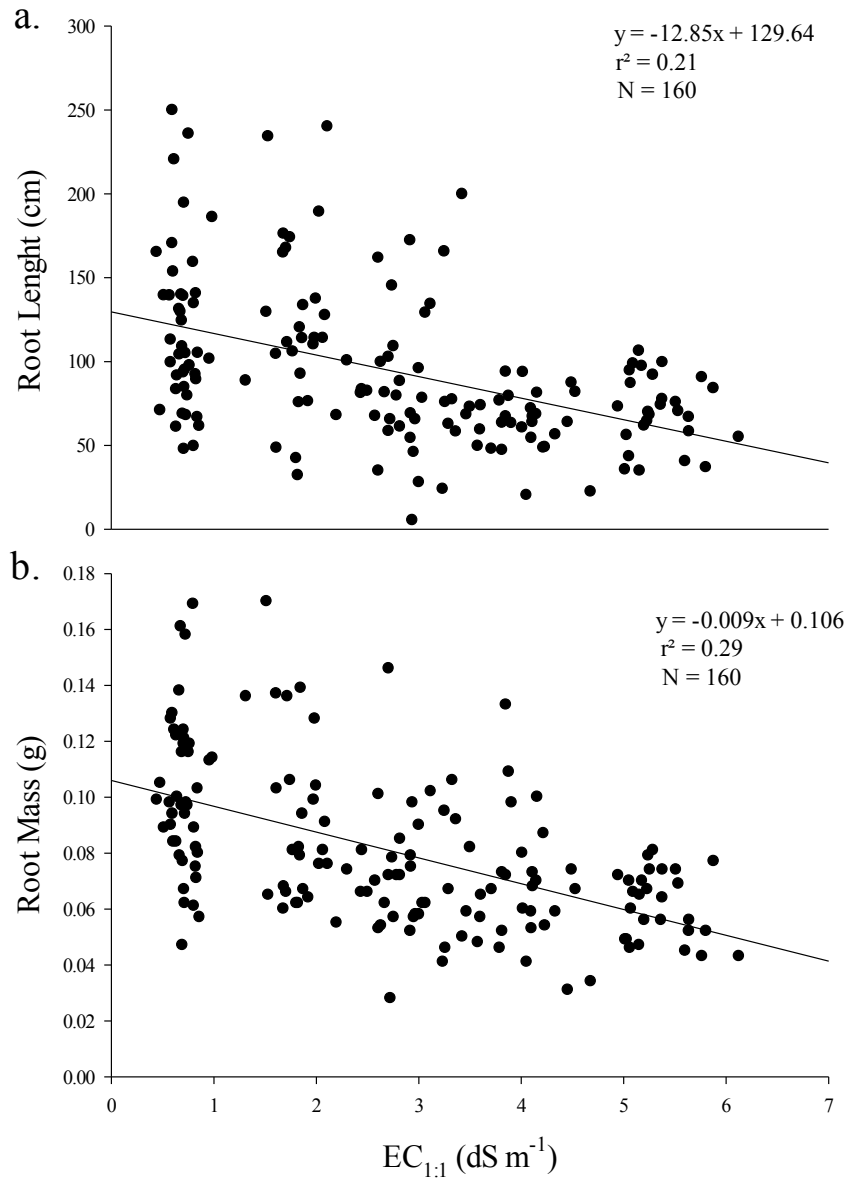 a.
300
250
200
150
100
50
0
Root Lenght (cm)
y = -12.85x + 129.64
r² = 0.21
N = 160
b.
0.18
0.16
0.14
0.12
0.10
0.08
0.06
0.04
0.02
0.00
Root Mass (g)
y = -0.009x + 0.106
r² = 0.29
N = 160
0 1 2 3 4 5 6 7
EC1:1 (dS m-1)